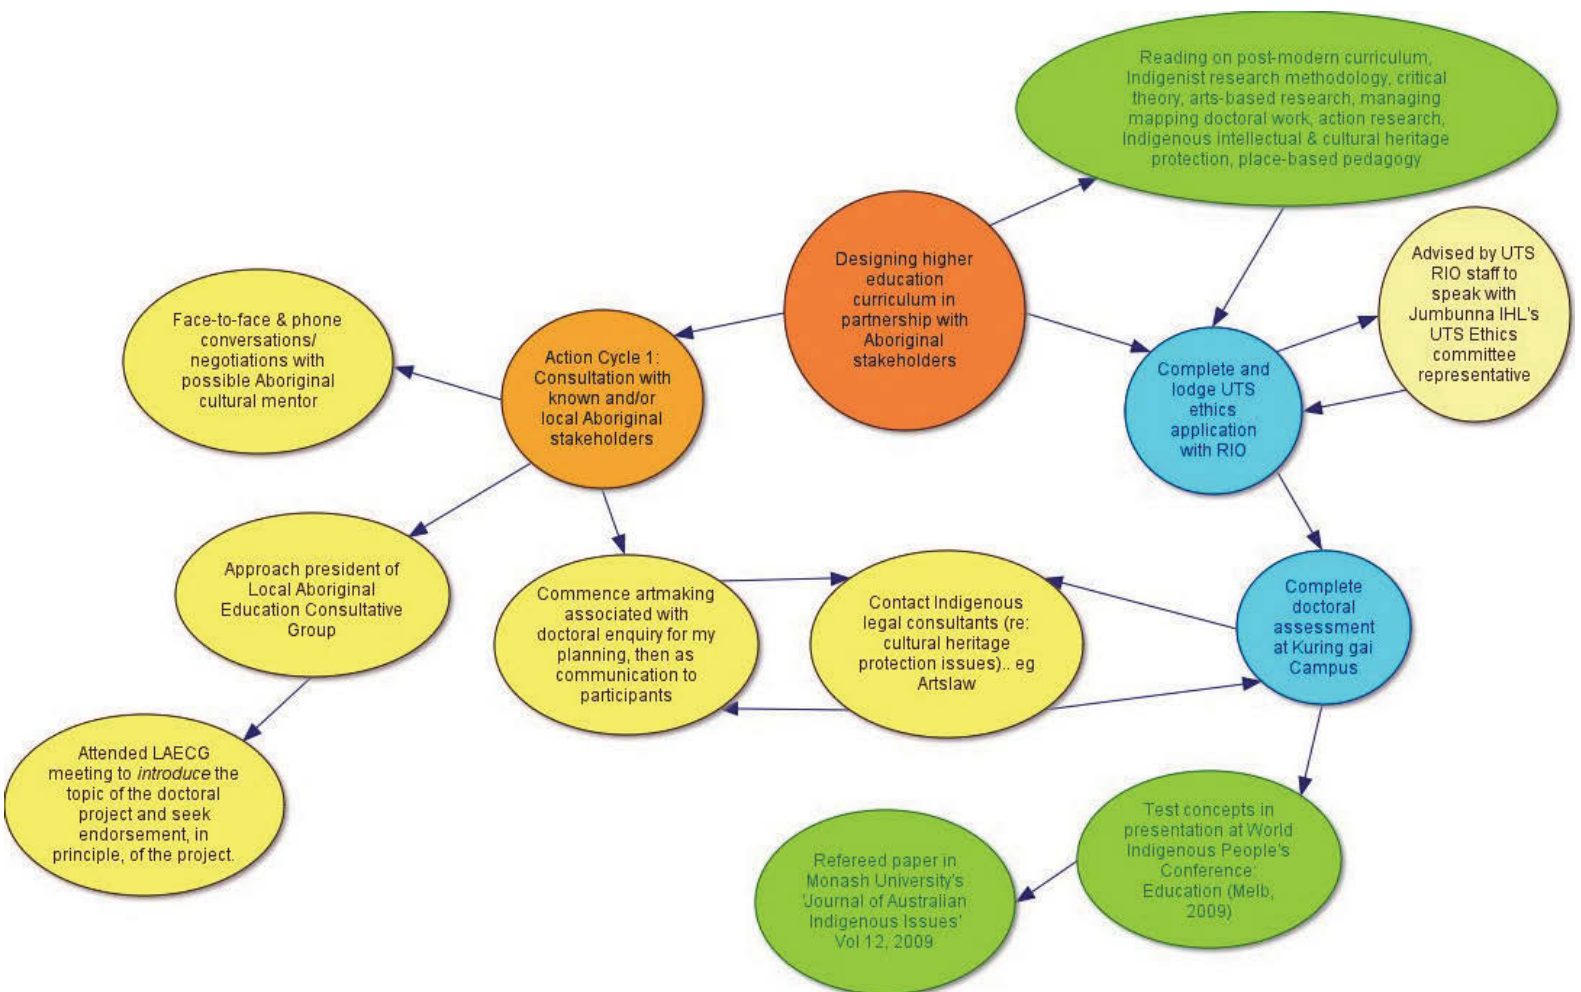 Reading on post-modern curriculum,
Indigenist research methodology, critical
theory, arts-based research, managing
mapping doctoral work, action research,
Indigenous intellectual & cultural heritage
protection, place-based pedagogy
Designing higher
education
curriculum in
partnership with
Aboriginal
stakeholders
Advised by UTS
RIO staff to
speak with
Jumbunna IHL's
UTS Ethics
committee
representative
Face-to-face & phone
conversations/
negotiations with
possible Aboriginal
cultural mentor
Action Cycle 1:
Consultation with
known and/or
local Aboriginal
stakeholders
Complete and
lodge UTS
ethics
application
with RIO
Approach president of
Local Aboriginal
Education Consultative
Group
Commence artmaking
associated with
doctoral enquiry for my
planning, then as
communication to
participants
Contact Indigenous
legal consultants (re:
cultural heritage
protection issues).. eg
Artslaw
Complete
doctoral
assessment
at Kuring gai
Campus
Attended LAECG
meeting to introduce the
topic of the doctoral
project and seek
endorsement, in
principle, of the project.
Test concepts in
presentation at World
Indigenous People's
Conference:
Education (Melb,
2009)
Refereed paper in
Monash University's
'Journal of Australian
Indigenous Issues'
Vol 12, 2009